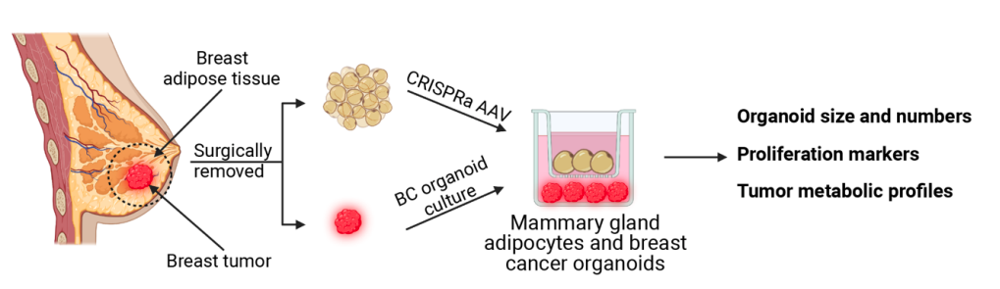 Breast
adipose tissue
Surgically
removed
Breast tumor
CRISPRa AAV
BC organoid
culture
Mammary gland
adipocytes and breast
cancer organoids
Organoid size and numbers
Proliferation markers
Tumor metabolic profiles